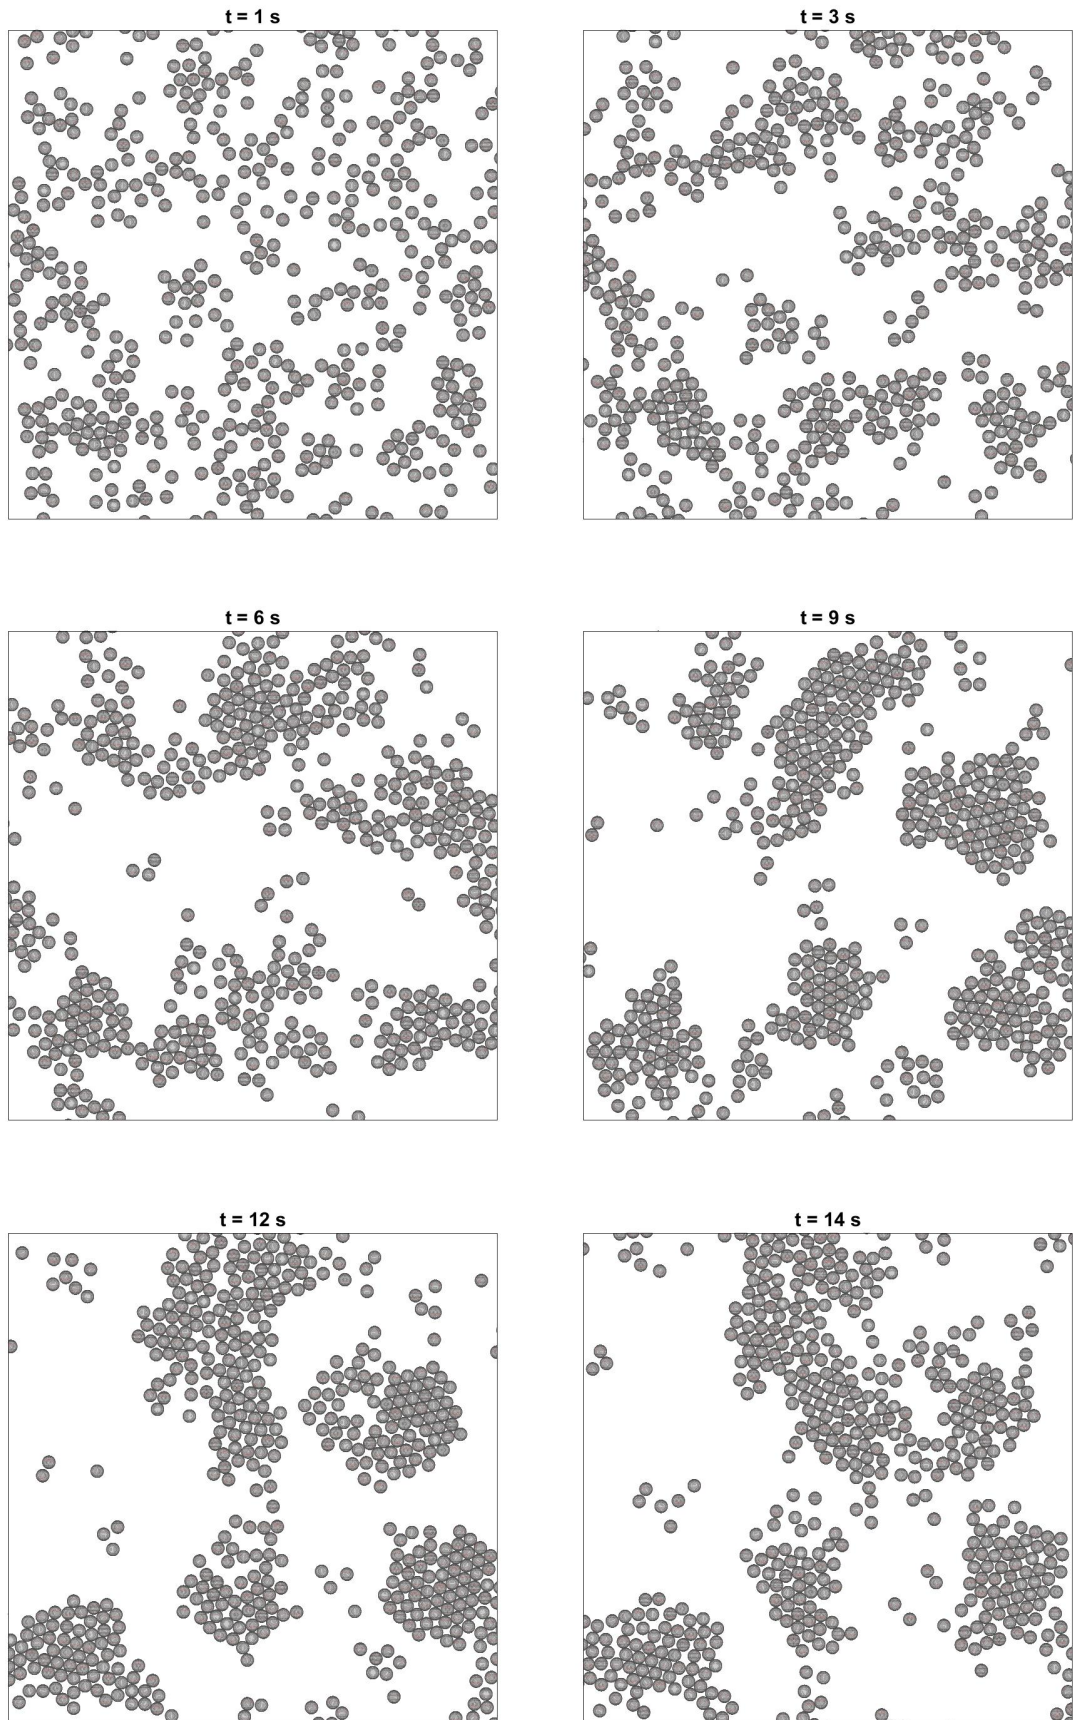 t = 1 s
t = 3 s
t = 6 s
t = 9 s
t = 12 s
t = 14 s